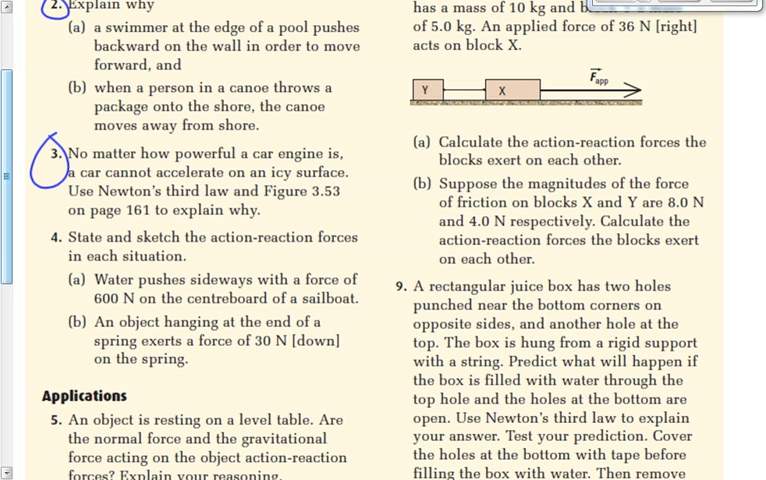 2. Explain why
(a) a swimmer at the edge of a pool pushes
backward on the wall in order to move
forward, and
(b) when a person in a canoe throws a
package onto the shore, the canoe
moves away from shore.
3. No matter how powerful a car engine is,
a car cannot accelerate on an icy surface.
Use Newton's third law and Figure 3.53
on page 161 to explain why.
4. State and sketch the action-reaction forces
in each situation.
(a) Water pushes sideways with a force of
600 N on the centreboard of a sailboat.
(b) An object hanging at the end of a
spring exerts a force of 30 N [down]
on the spring.
Applications
5. An object is resting on a level table. Are
the normal force and the gravitational
force acting on the object action-reaction
forces? Explain your reasoning.
has a mass of 10 kg and
of 5.0 kg. An applied force of 36 N [right]
acts on block X.
Y X Fapp
(a) Calculate the action-reaction forces the
blocks exert on each other.
(b) Suppose the magnitudes of the force
of friction on blocks X and Y are 8.0 N
and 4.0 N respectively. Calculate the
action-reaction forces the blocks exert
on each other.
9. A rectangular juice box has two holes
punched near the bottom corners on
opposite sides, and another hole at the
top. The box is hung from a rigid support
with a string. Predict what will happen if
the box is filled with water through the
top hole and the holes at the bottom are
open. Use Newton's third law to explain
your answer. Test your prediction. Cover
the holes at the bottom with tape before
filling the box with water. Then remove